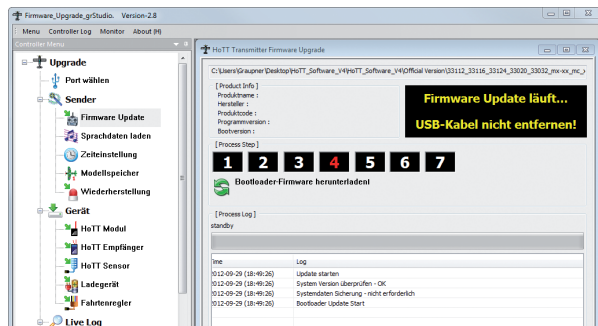 Firmware_Upgrade_grStudio. Version-2.8
Menu Controller Log Monitor About (H)
Controller Menu
Upgrade
Port wählen
Sender
Firmware Update
Sprachdaten laden
Zeiteinstellung
Modellspeicher
Wiederherstellung
Gerät
HoTT Modul
HoTT Empfänger
HoTT Sensor
Ladegerät
Fahrtenregler
Live Log
HoTT Transmitter Firmware Upgrade
C:\Users\Graupner\Desktop\HoTT_Software_V4\HoTT_Software_V4\Official Version\33112_33116_33124_33020_33032_mx-xx_mc_
[ Product Info ]
Produktname :
Hersteller :
Produktcode :
Programmversion :
Bootversion :
Firmware Update läuft...
USB-Kabel nicht entfernen!
[ Process Step ]
1 2 3 4 5 6 7
Bootloader-Firmware herunterladen!
[ Process Log ]
standby
ime Log
2012-09-29 (18:49:26) Update starten
2012-09-29 (18:49:26) System Version überprüfen - OK
2012-09-29 (18:49:26) Systemdaten Sicherung - nicht erforderlich
2012-09-29 (18:49:26) Bootloader Update Start